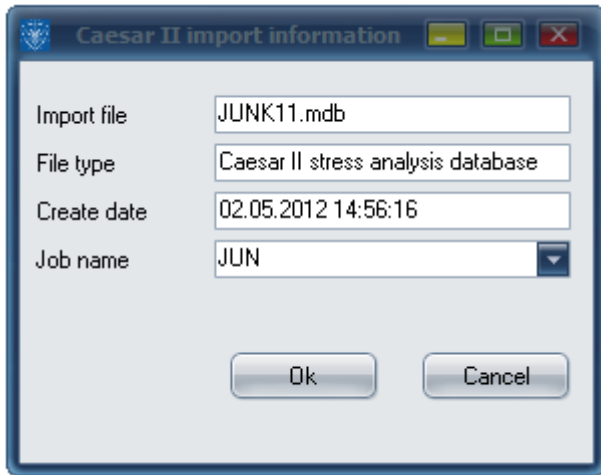 Caesar II import information
Import file JUNK11.mdb
File type Caesar II stress analysis database
Create date 02.05.2012 14:56:16
Job name JUN
Ok Cancel